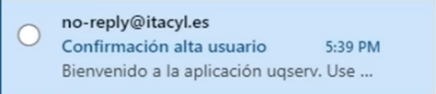 no-reply@itacyl.es
Confirmación alta usuario 5:39 PM
Bienvenido a la aplicación uqserv. Use ...